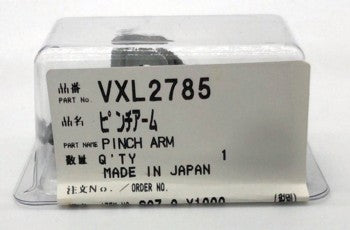 品番
PART No. VXL2785
品名 ピンチアーム
PART NAME PINCH ARM
数量 Q'TY 1
MADE IN JAPAN
注文No. / ORDER NO.